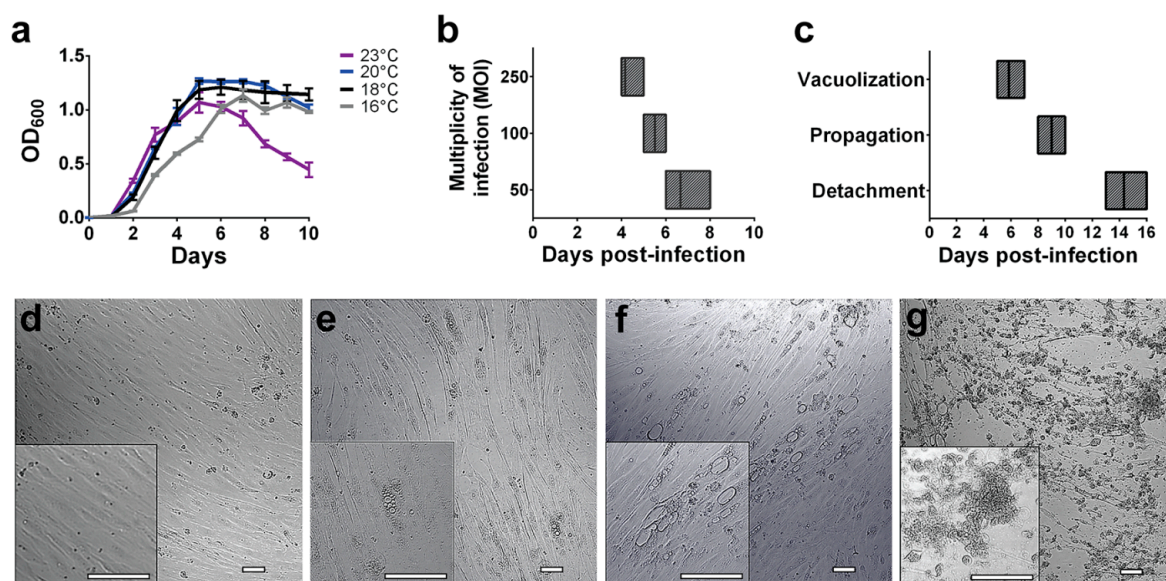 a
OD600
1.5
1.0
0.5
0.0
0 2 4 6 8 10
Days
23°C
20°C
18°C
16°C
b
Multiplicity of
infection (MOI)
250
100
50
0 2 4 6 8 10
Days post-infection
c
Vacuolization
Propagation
Detachment
0 2 4 6 8 10 12 14 16
Days post-infection
d
e
f
g